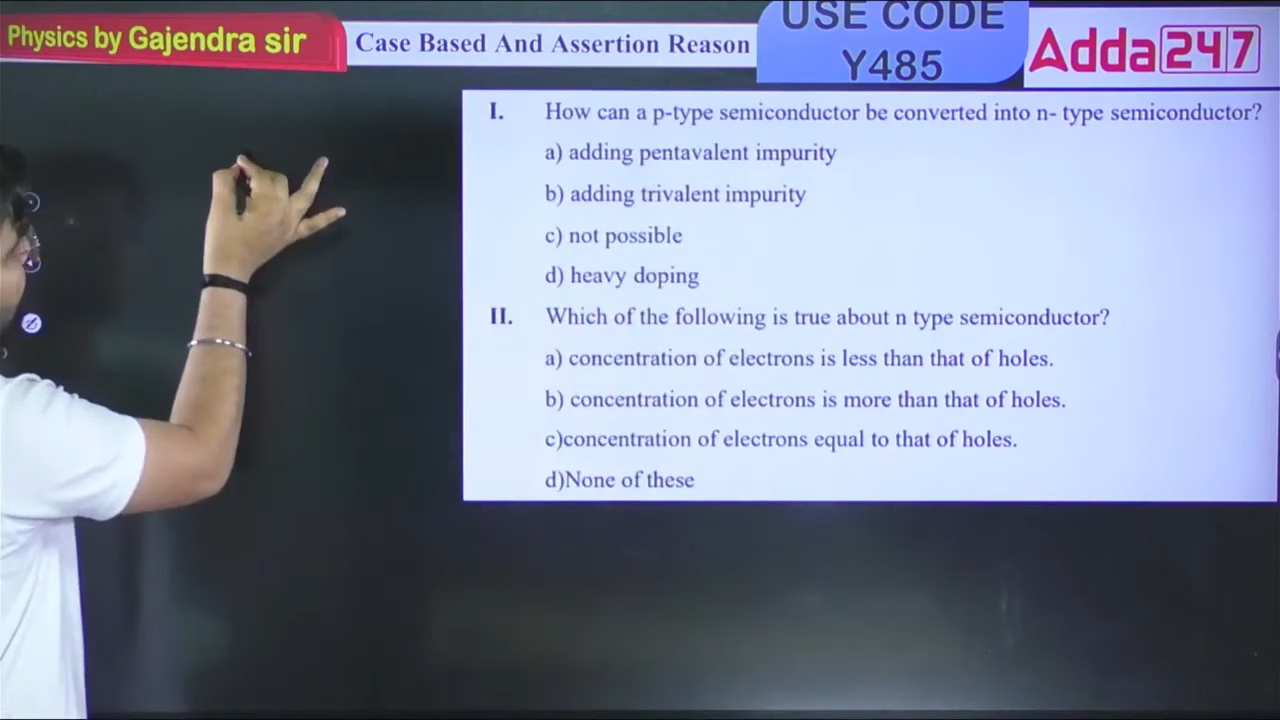 Physics by Gajendra sir
Case Based And Assertion Reason
USE CODE
Y485
Adda247
I. How can a p-type semiconductor be converted into n- type semiconductor?
a) adding pentavalent impurity
b) adding trivalent impurity
c) not possible
d) heavy doping
II. Which of the following is true about n type semiconductor?
a) concentration of electrons is less than that of holes.
b) concentration of electrons is more than that of holes.
c)concentration of electrons equal to that of holes.
d)None of these